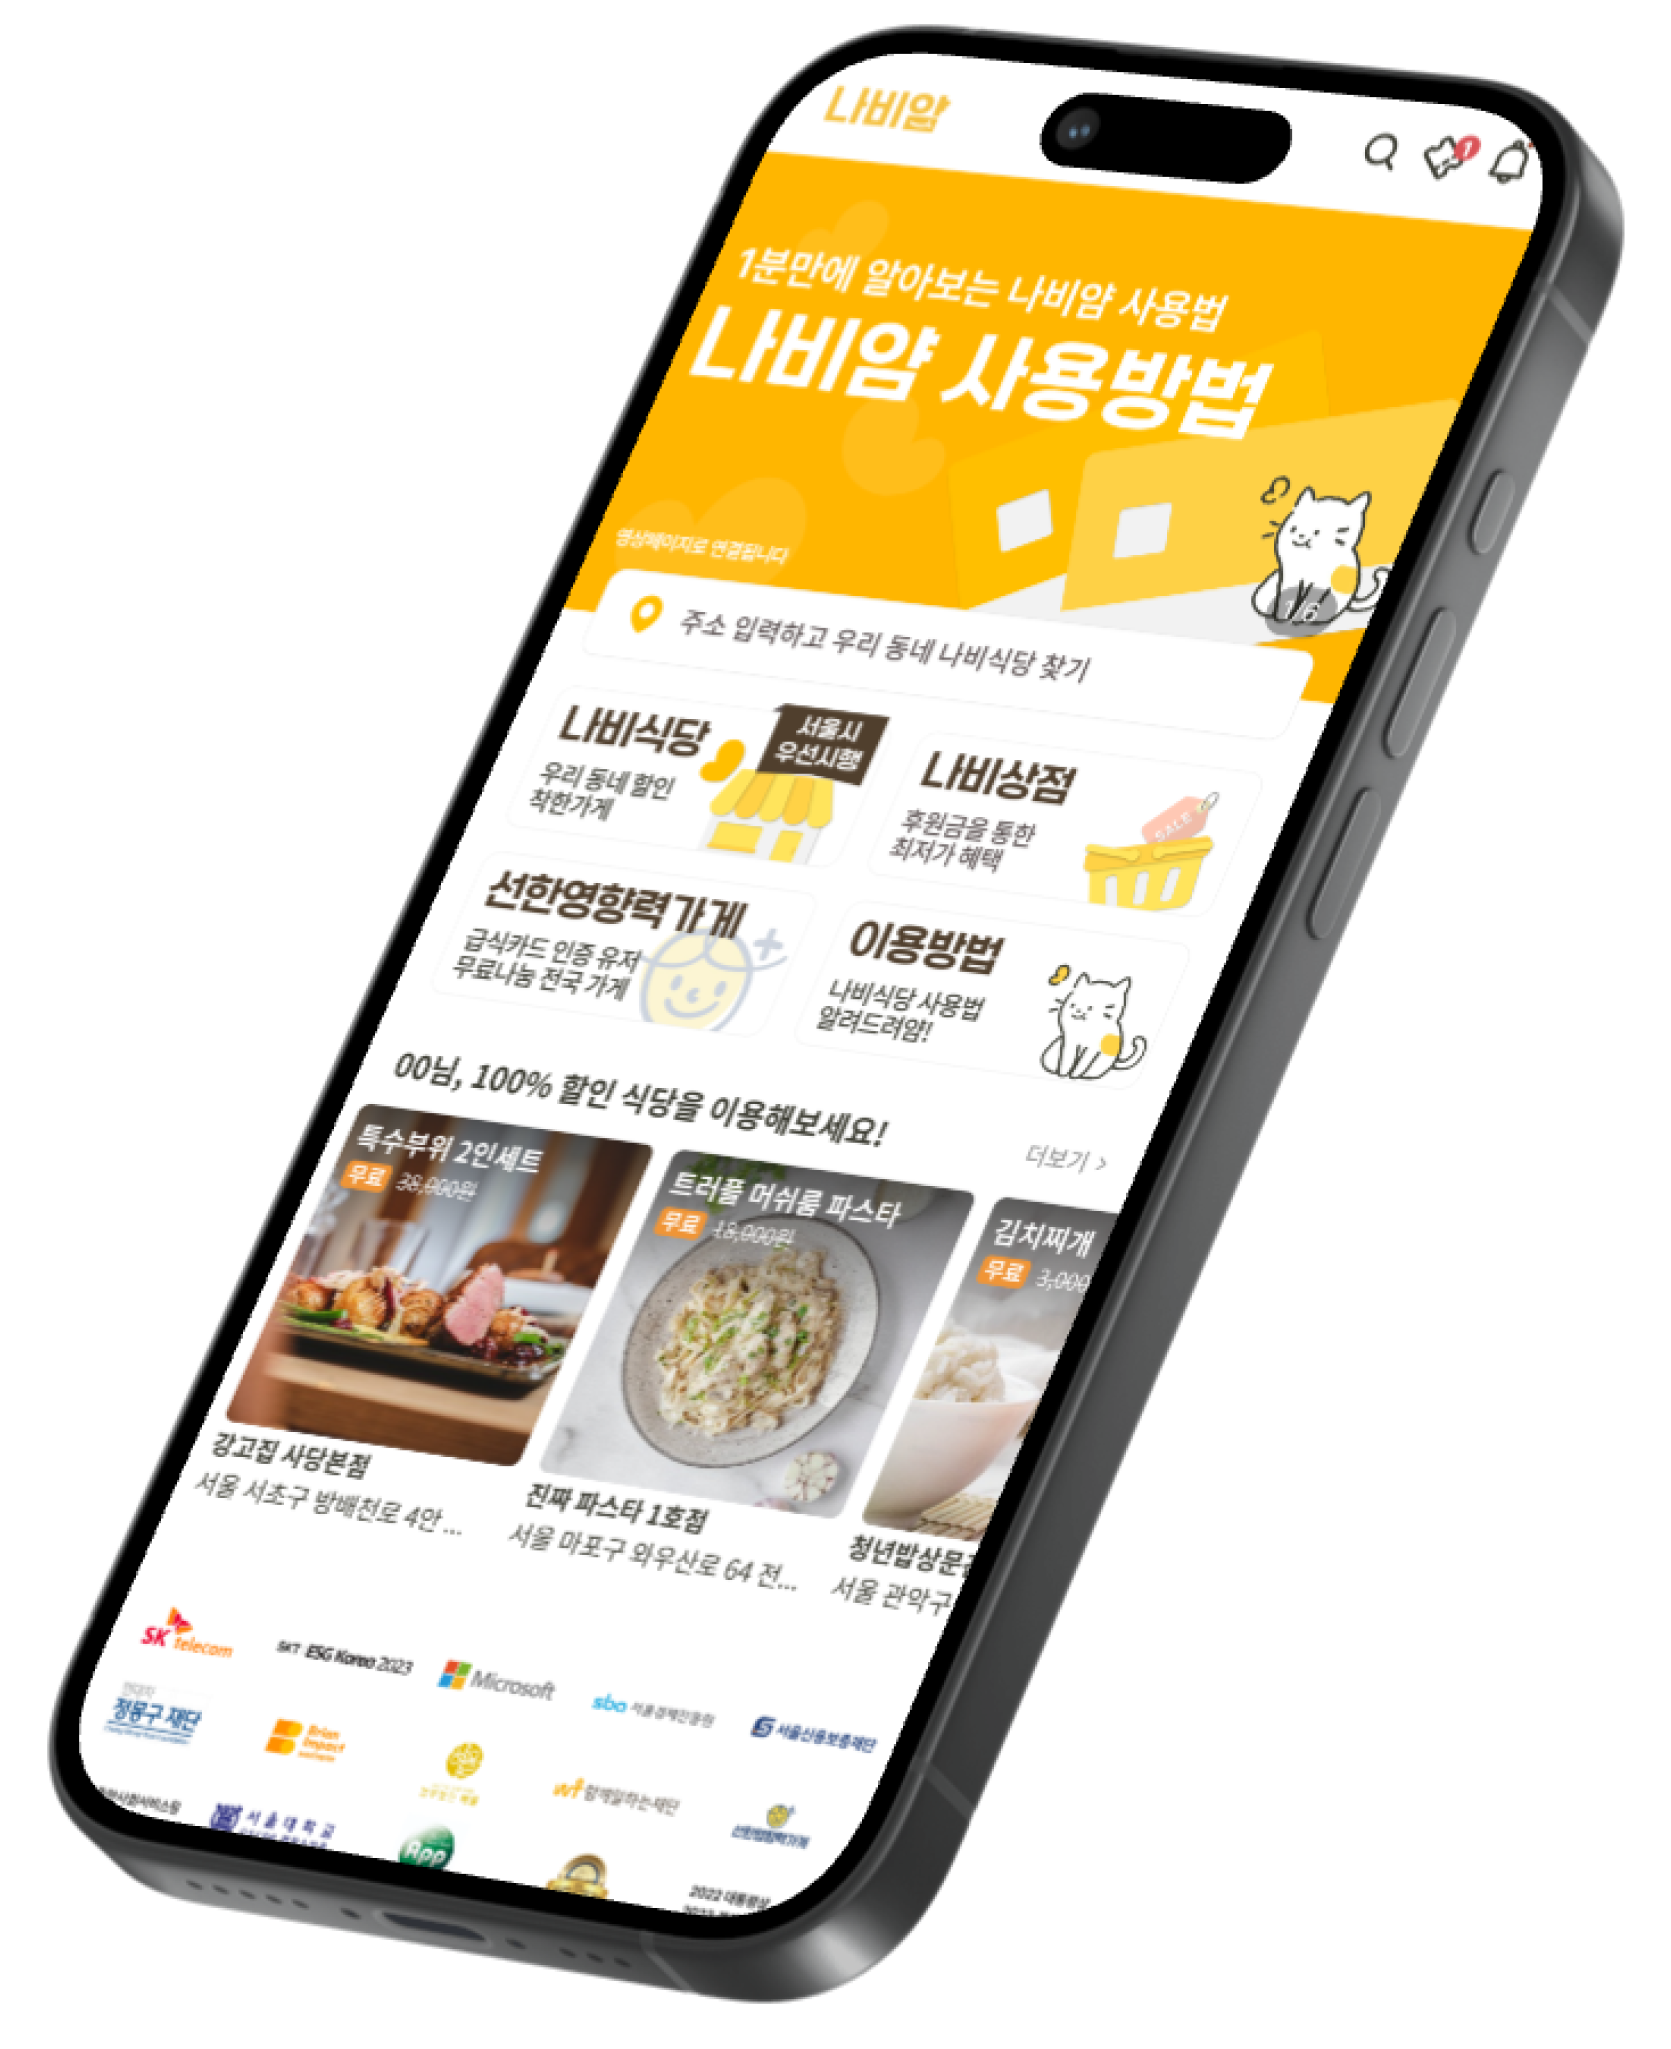 나비얌
1
1분만에 알아보는 나비얌 사용법
나비얌 사용방법
영상페이지로 연결됩니다
1/6
주소 입력하고 우리 동네 나비식당 찾기
나비식당
우리 동네 할인
착한가게
서울시
우선시행
나비상점
후원금을 통한
최저가 혜택
SALE
선한영향력가게
급식카드 인증 유저
무료나눔 전국 가게
이용방법
나비식당 사용법
알려드려얌!
00님, 100% 할인 식당을 이용해보세요!
더보기 >
특수부위 2인세트
무료 38,000원
트러플 머쉬룸 파스타
무료 18,000원
김치찌개
무료 3,000
강고집 사당본점
서울 서초구 방배천로 4안 ...
진짜 파스타 1호점
서울 마포구 와우산로 64 전...
청년밥상문간
서울 관악구
SK telecom
SKT ESG Korea 2023
Microsoft
sba 서울경제진흥원
서울신용보증재단
현대차
정몽구 재단
Brian
Impact
함께일하는재단
선한영향력가게
서울대학교
App
2022 대통령상